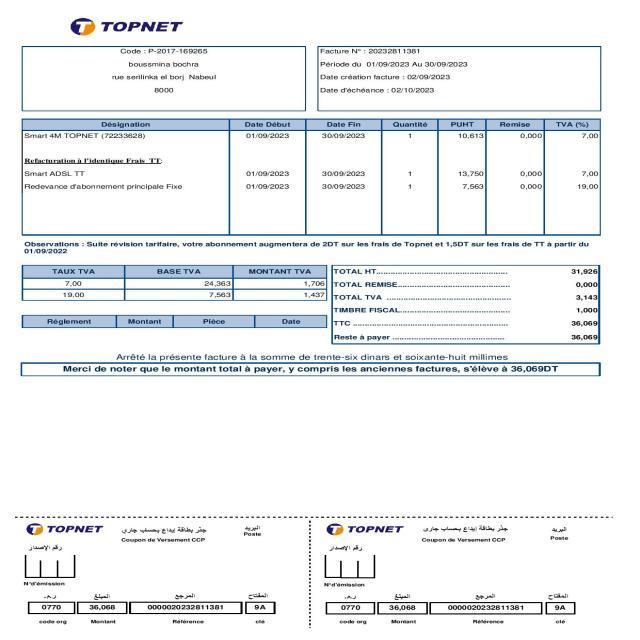 TOPNET
Code : P-2017-169265
boussmina bochra
rue serilinka el borj Nabeul
8000
Facture N° : 20232811381
Période du 01/09/2023 Au 30/09/2023
Date création facture : 02/09/2023
Date d'échéance : 02/10/2023
Désignation Date Début Date Fin Quantité PUHT Remise TVA (%)
Smart 4M TOPNET (72233628) 01/09/2023 30/09/2023 1 10,613 0,000 7,00
Refacturation à l'identique Frais TT:
Smart ADSL TT 01/09/2023 30/09/2023 1 13,750 0,000 7,00
Redevance d'abonnement principale Fixe 01/09/2023 30/09/2023 1 7,563 0,000 19,00
Observations : Suite révision tarifaire, votre abonnement augmentera de 2DT sur les frais de Topnet et 1,5DT sur les frais de TT à partir du
01/09/2022
TAUX TVA BASE TVA MONTANT TVA
7,00 24,363 1,706
19,00 7,563 1,437
Règlement Montant Pièce Date
TOTAL HT 31,926
TOTAL REMISE 0,000
TOTAL TVA 3,143
TIMBRE FISCAL 1,000
TTC 36,069
Reste à payer 36,069
Arrêté la présente facture à la somme de trente-six dinars et soixante-huit millimes
Merci de noter que le montant total à payer, y compris les anciennes factures, s'élève à 36,069DT
TOPNET جذر بطاقة إيداع بحساب جاري البريد
Coupon de Versement CCP Poste
رقم الإصدار
N°d'émission
ر.م. المبلغ المرجع المفتاح
0770 36,068 0000020232811381 9A
code org Montant Référence clé
TOPNET جذر بطاقة إيداع بحساب جاري البريد
Coupon de Versement CCP Poste
رقم الإصدار
N°d'émission
ر.م. المبلغ المرجع المفتاح
0770 36,068 0000020232811381 9A
code org Montant Référence clé